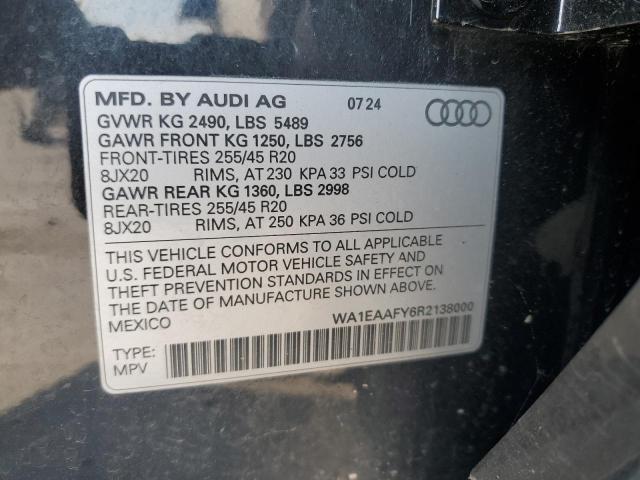 MFD. BY AUDI AG 07 24
GVWR KG 2490, LBS 5489
GAWR FRONT KG 1250, LBS 2756
FRONT-TIRES 255/45 R20
8JX20 RIMS, AT 230 KPA 33 PSI COLD
GAWR REAR KG 1360, LBS 2998
REAR-TIRES 255/45 R20
8JX20 RIMS, AT 250 KPA 36 PSI COLD
THIS VEHICLE CONFORMS TO ALL APPLICABLE
U.S. FEDERAL MOTOR VEHICLE SAFETY AND
THEFT PREVENTION STANDARDS IN EFFECT ON
THE DATE OF MANUFACTURE SHOWN ABOVE.
MEXICO WA1EAAFY6R2138000
TYPE:
MPV